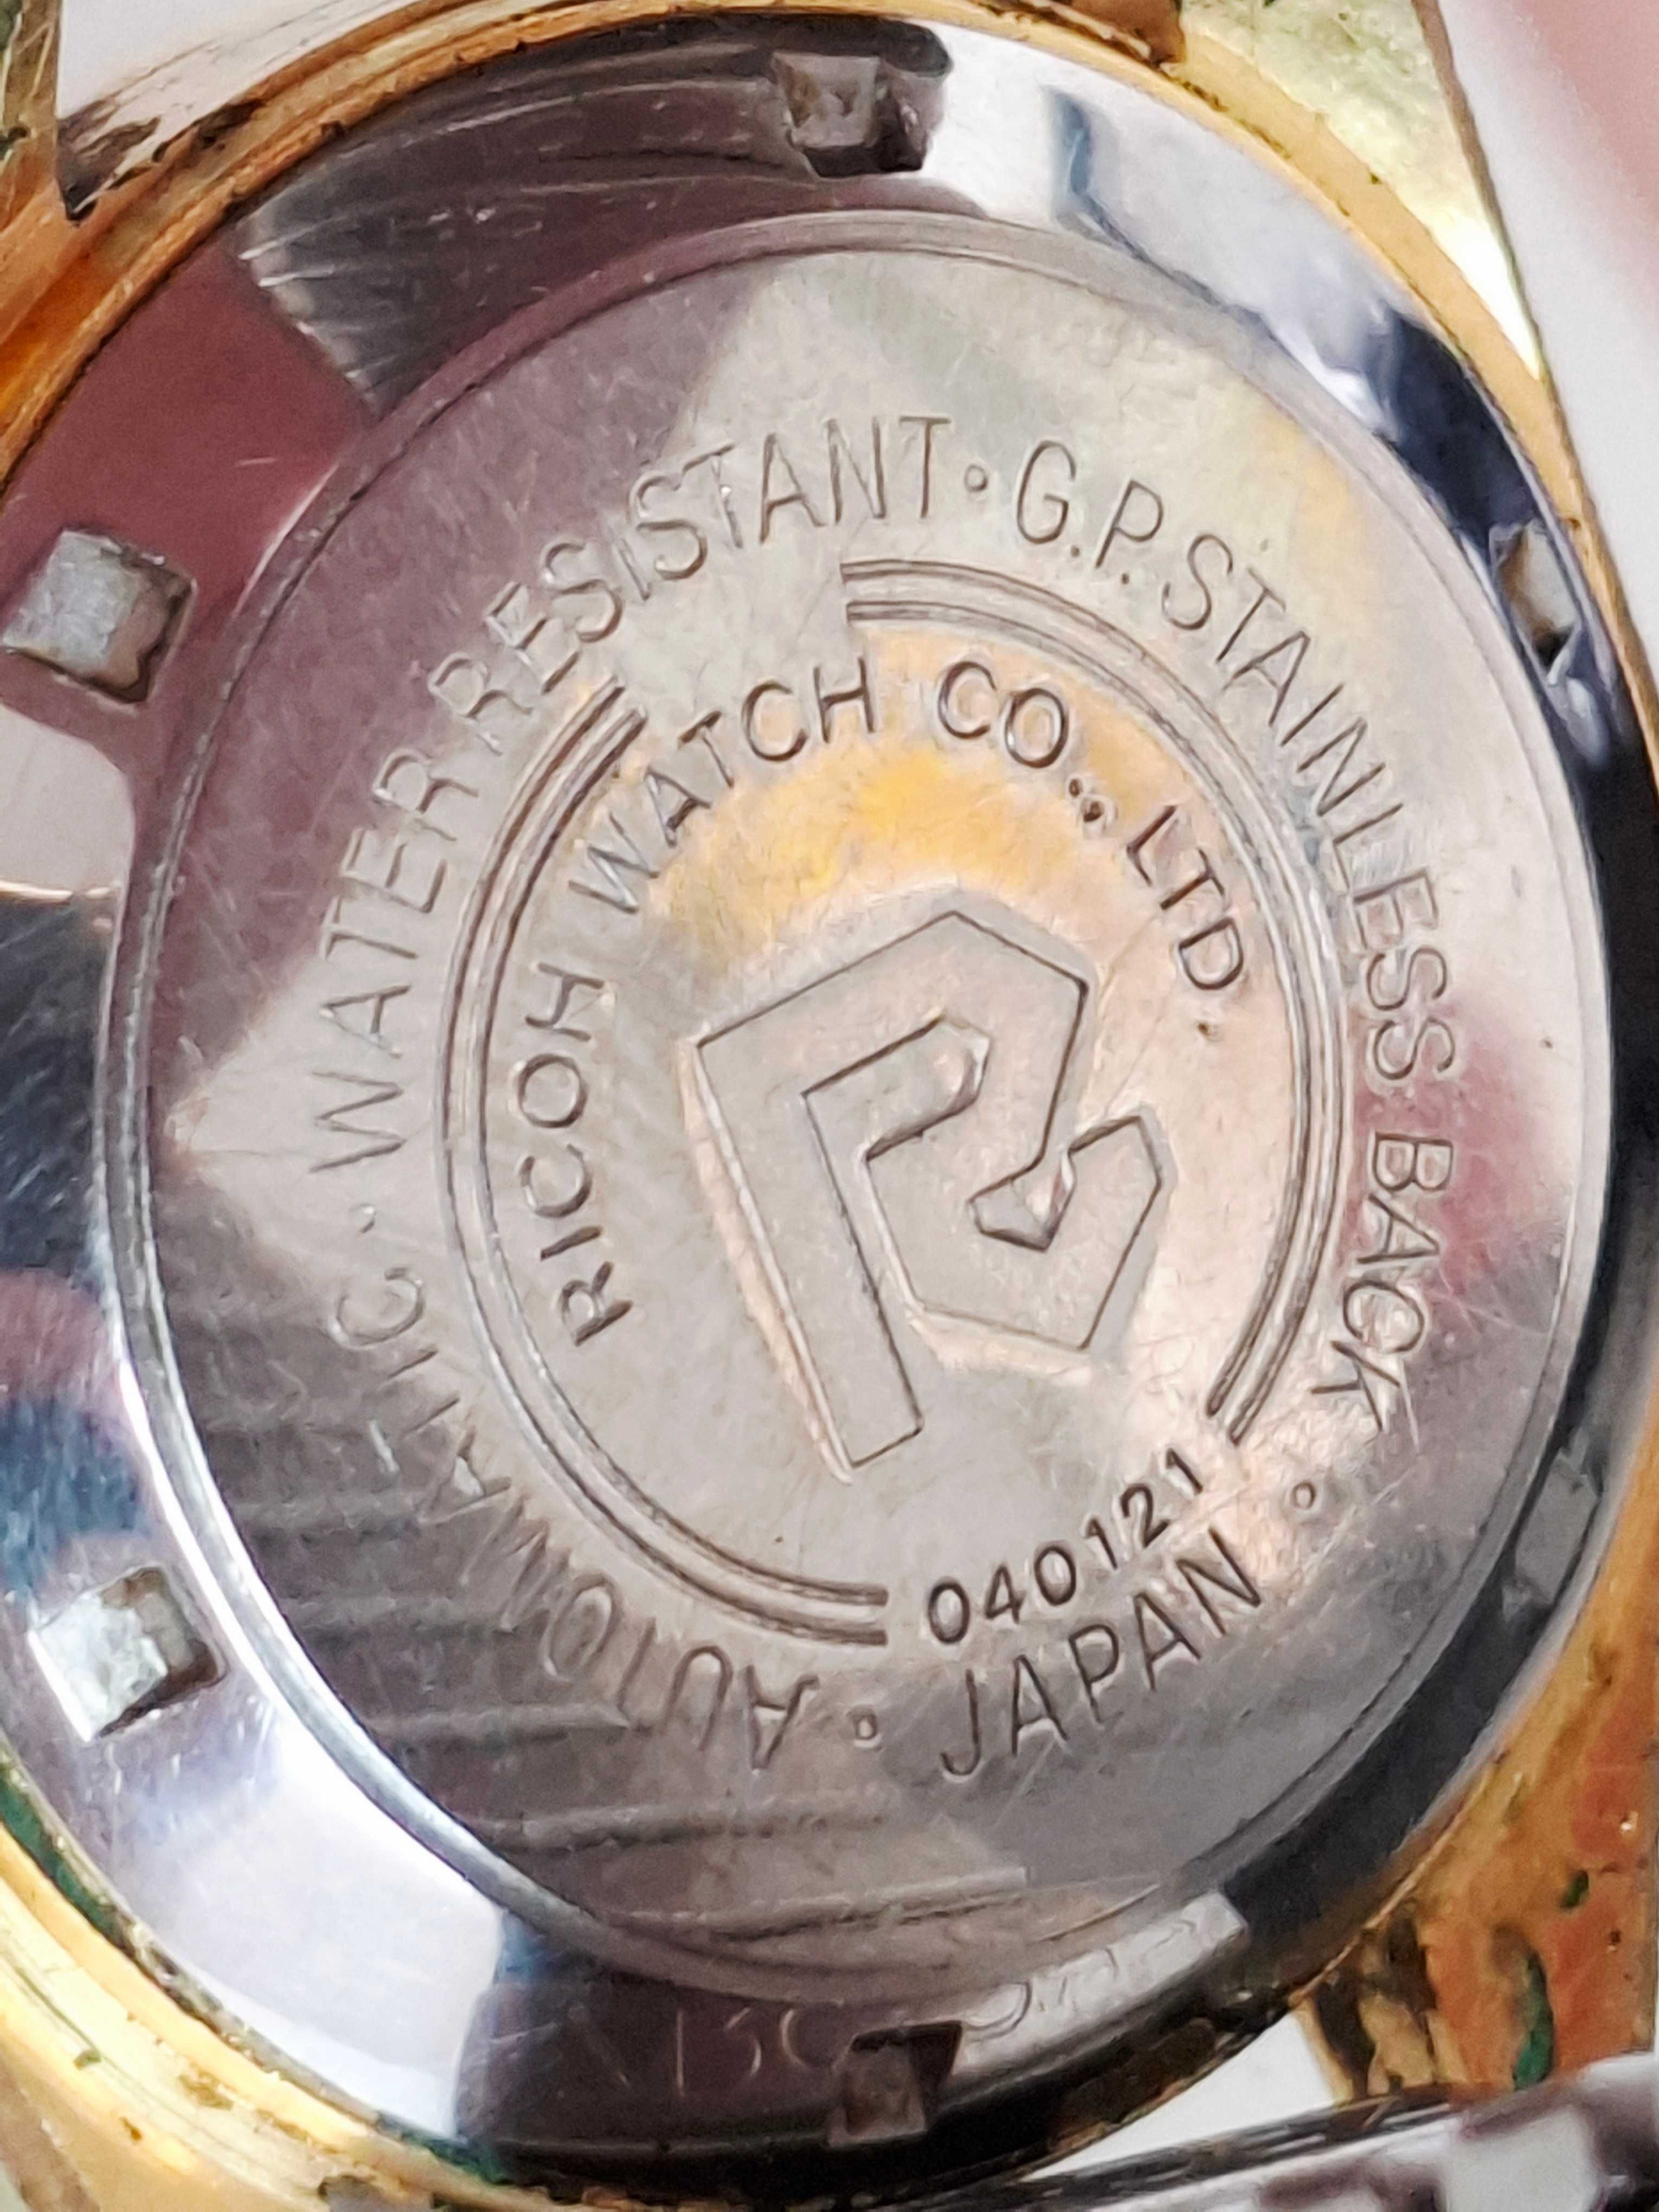 AUTOMATIC • WATER RESISTANT • G.P. STAINLESS BACK •
JAPAN •
RICOH WATCH CO., LTD.
040121